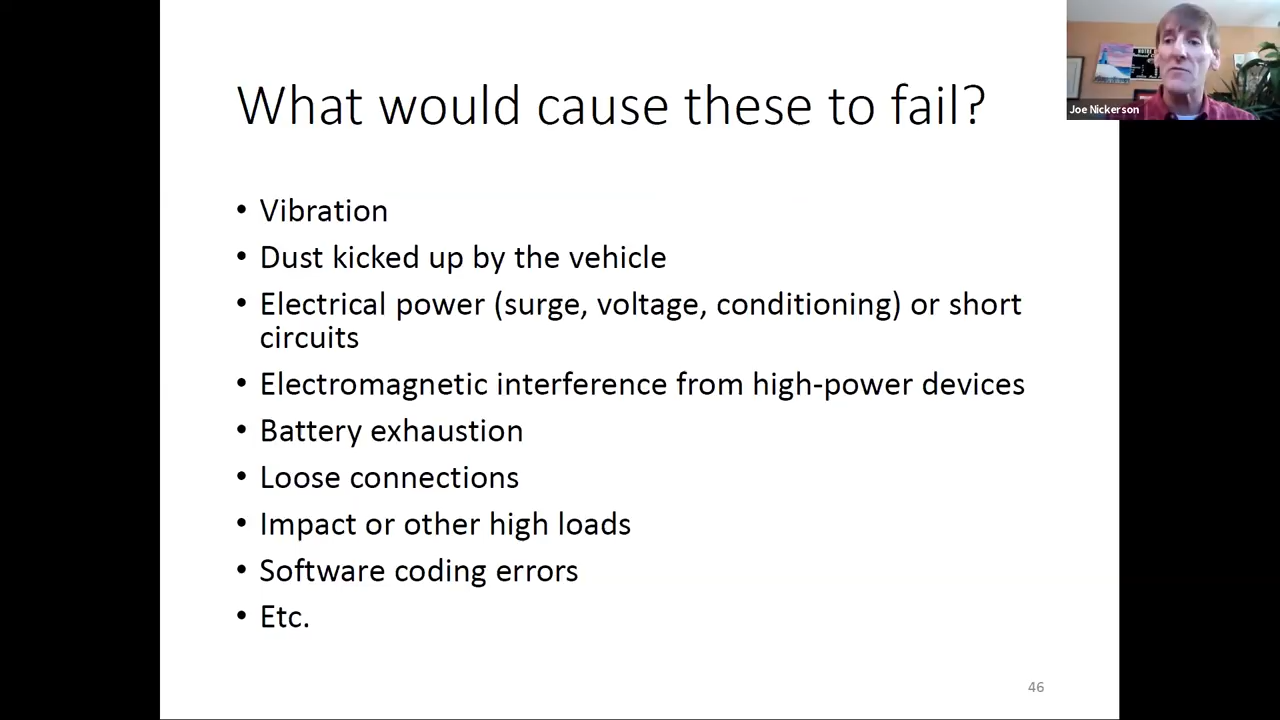 What would cause these to fail?
Joe Nickerson
• Vibration
• Dust kicked up by the vehicle
• Electrical power (surge, voltage, conditioning) or short
circuits
• Electromagnetic interference from high-power devices
• Battery exhaustion
• Loose connections
• Impact or other high loads
• Software coding errors
• Etc.
46